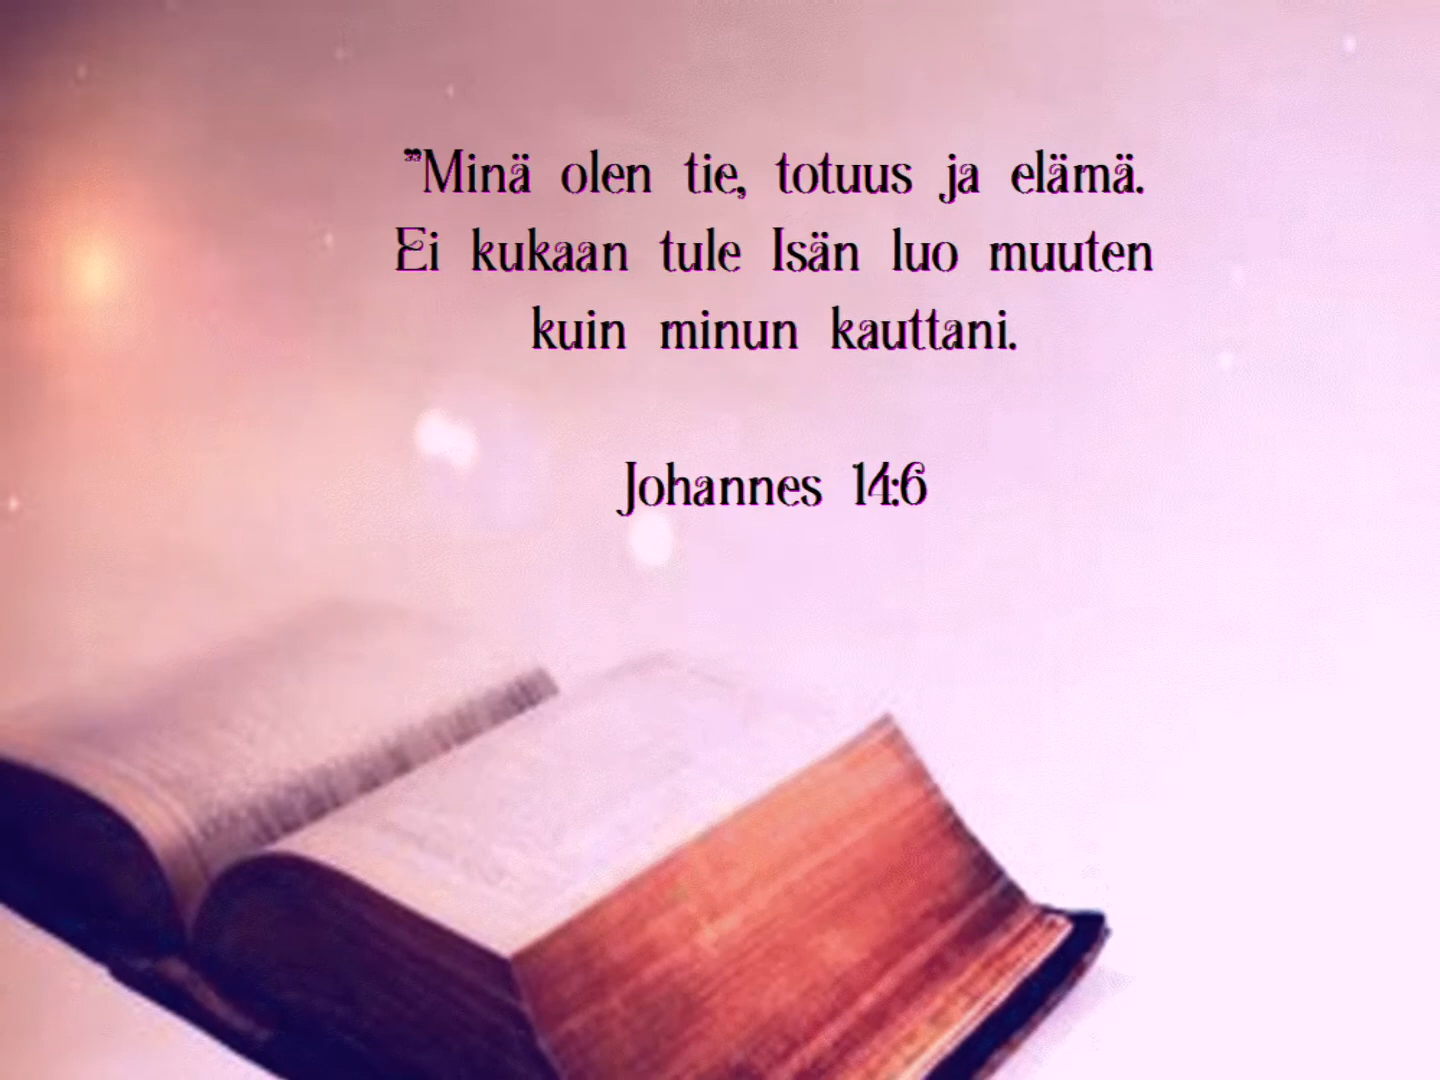 ”Minä olen tie, totuus ja elämä.
Ei kukaan tule Isän luo muuten
kuin minun kauttani.
Johannes 14:6